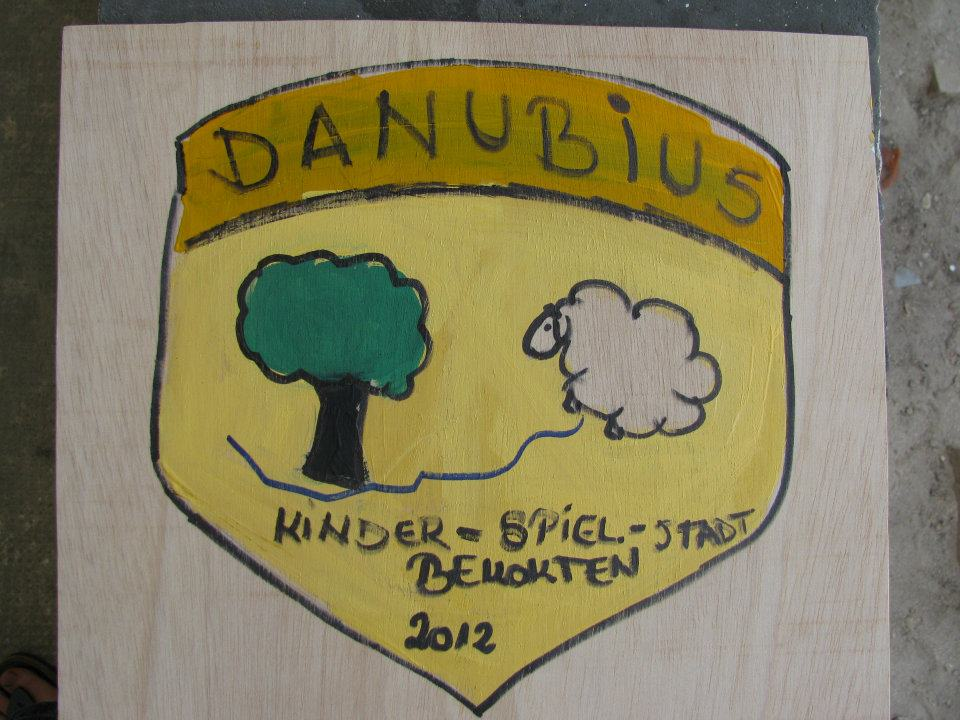 DANUBiUS
KiNDER-SPiEL-STADT
BEKOKTEN
2012